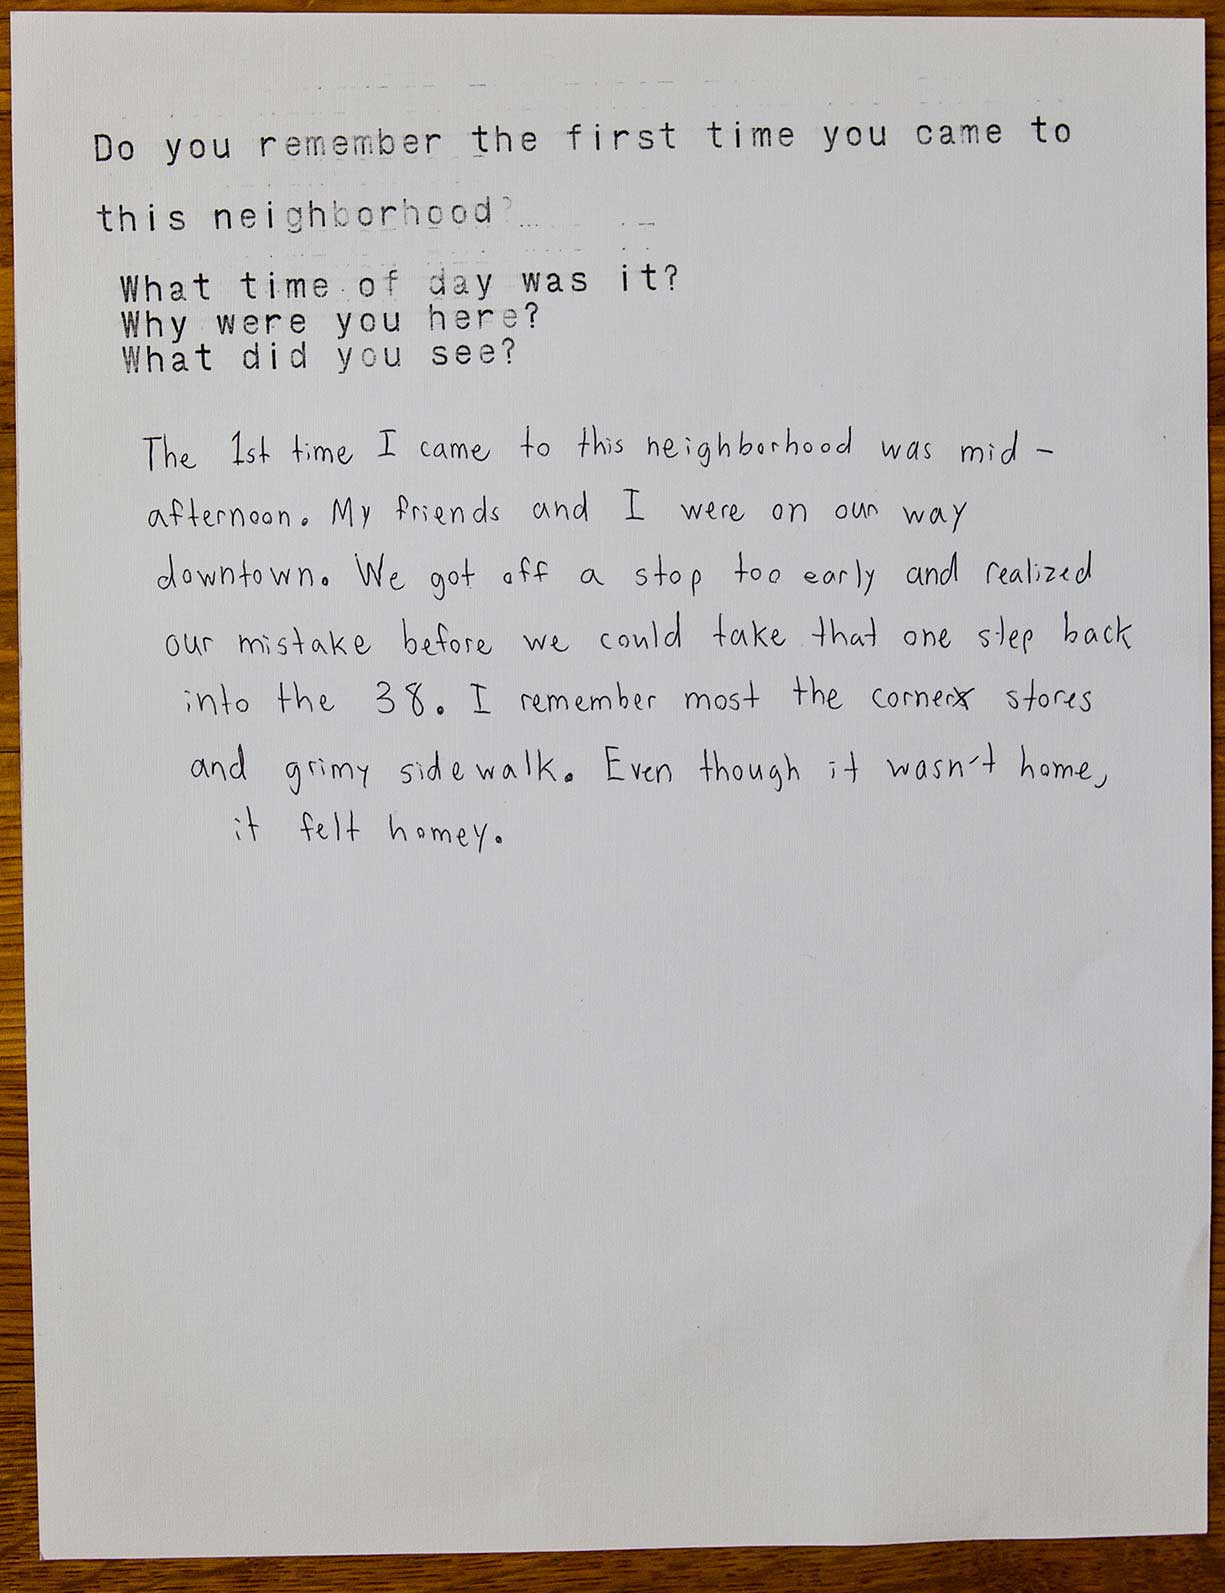 Do you remember the first time you came to
this neighborhood?
What time of day was it?
Why were you here?
What did you see?
The 1st time I came to this neighborhood was mid-
afternoon. My friends and I were on our way
downtown. We got off a stop too early and realized
our mistake before we could take that one step back
into the 38. I remember most the corner stores
and grimy sidewalk. Even though it wasn't home,
it felt homey.